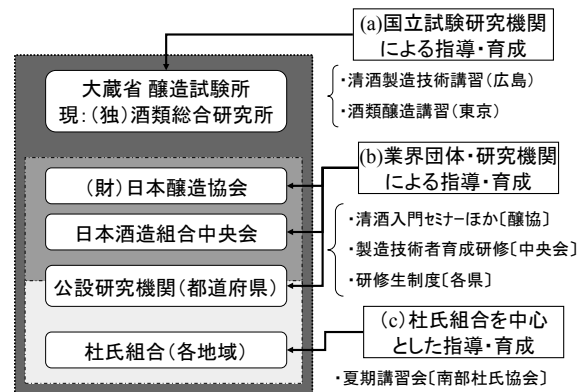 (a)国立試験研究機関
による指導・育成
大蔵省 醸造試験所
現：(独)酒類総合研究所
・清酒製造技術講習(広島)
・酒類醸造講習(東京)
(b)業界団体・研究機関
による指導・育成
(財)日本醸造協会
日本酒造組合中央会
公設研究機関(都道府県)
・清酒入門セミナーほか〔醸協〕
・製造技術者育成研修〔中央会〕
・研修生制度〔各県〕
(c)杜氏組合を中心
とした指導・育成
杜氏組合(各地域)
・夏期講習会〔南部杜氏協会〕